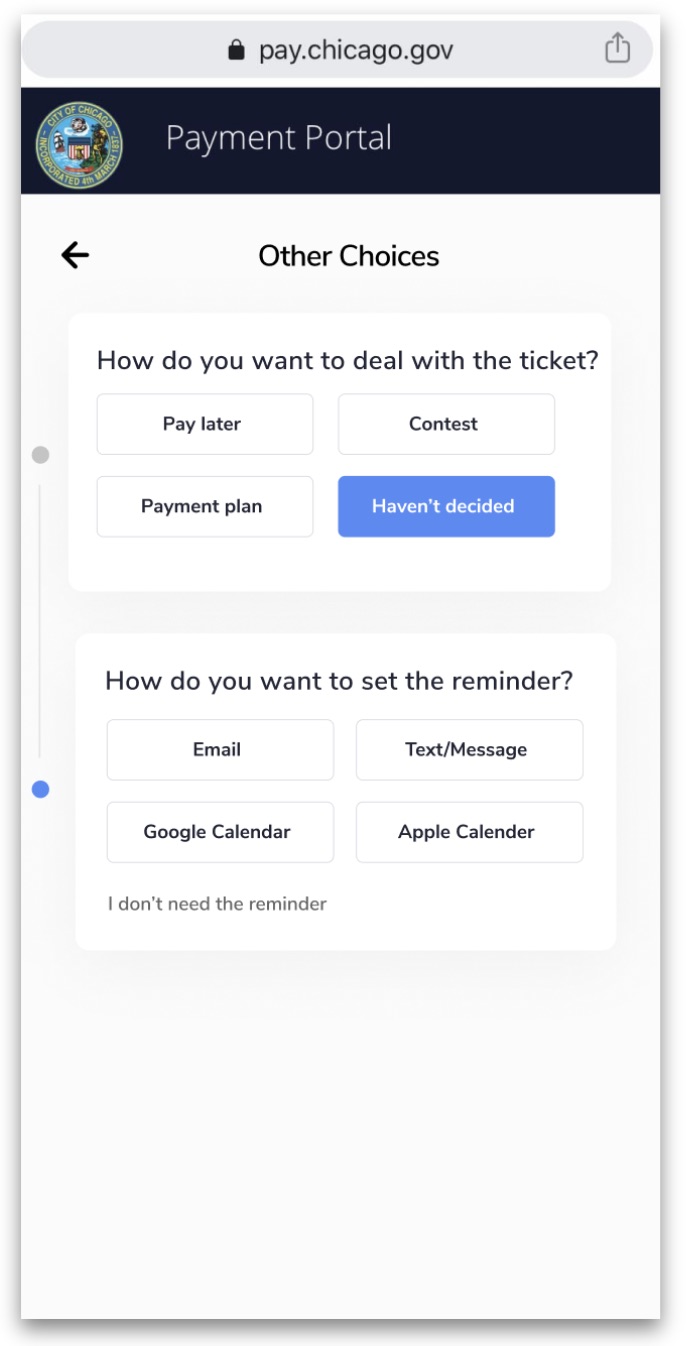 pay.chicago.gov
CITY OF CHICAGO
INCORPORATED 4th MARCH 1837
Payment Portal
Other Choices
How do you want to deal with the ticket?
Pay later
Contest
Payment plan
Haven't decided
How do you want to set the reminder?
Email
Text/Message
Google Calendar
Apple Calender
I don't need the reminder